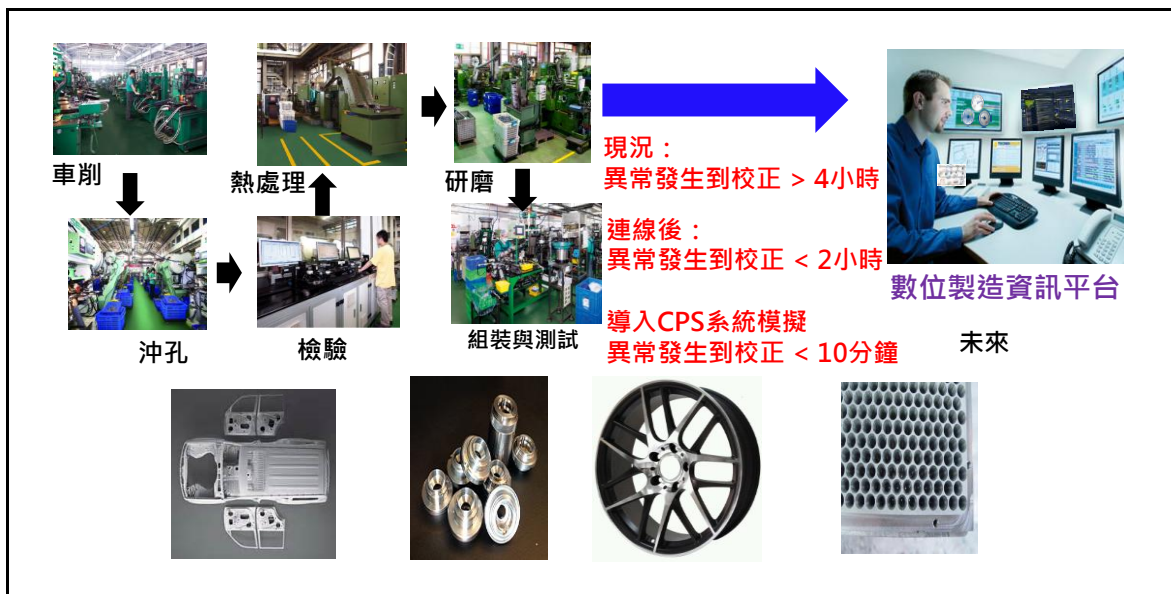 車削
熱處理
研磨
沖孔
檢驗
組裝與測試
現況：
異常發生到校正 > 4小時
連線後：
異常發生到校正 < 2小時
導入CPS系統模擬
異常發生到校正 < 10分鐘
數位製造資訊平台
未來